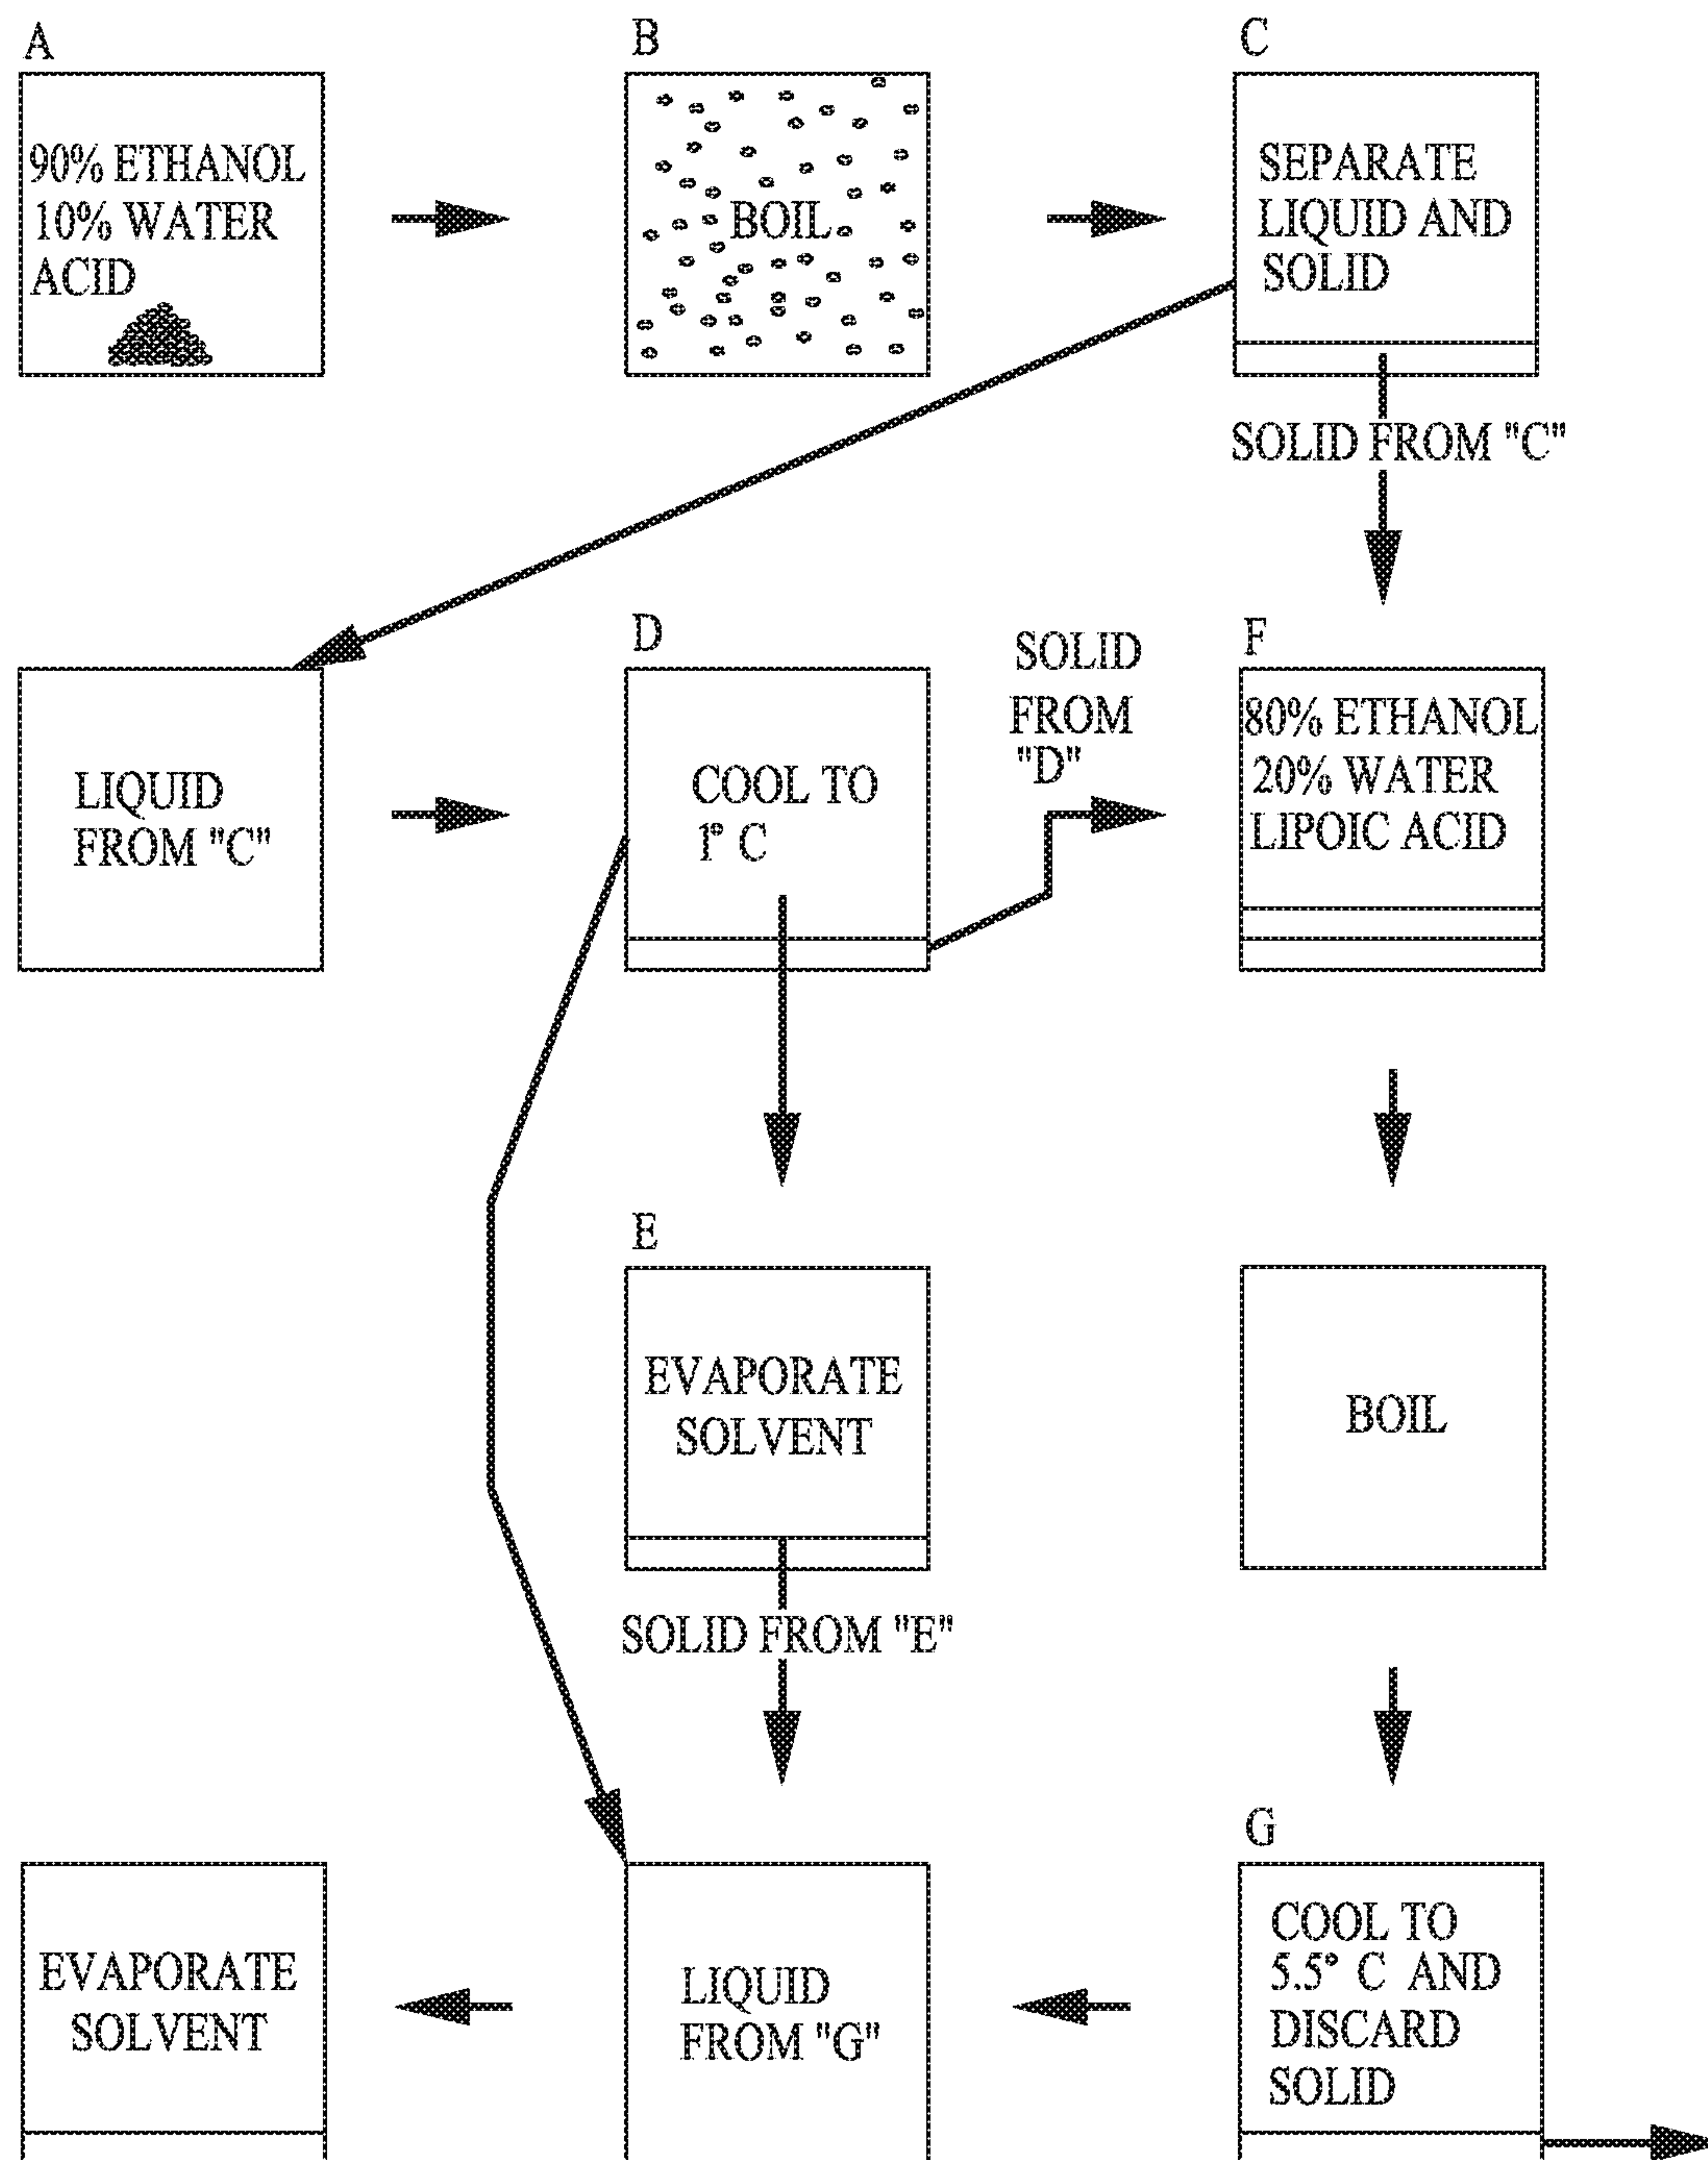 A
90% ETHANOL
10% WATER
ACID
B
BOIL
C
SEPARATE
LIQUID AND
SOLID
SOLID FROM "C"
LIQUID
FROM "C"
D
COOL TO
1° C
SOLID
FROM
"D"
F
80% ETHANOL
20% WATER
LIPOIC ACID
E
EVAPORATE
SOLVENT
SOLID FROM "E"
BOIL
EVAPORATE
SOLVENT
LIQUID
FROM "G"
G
COOL TO
5.5° C AND
DISCARD
SOLID